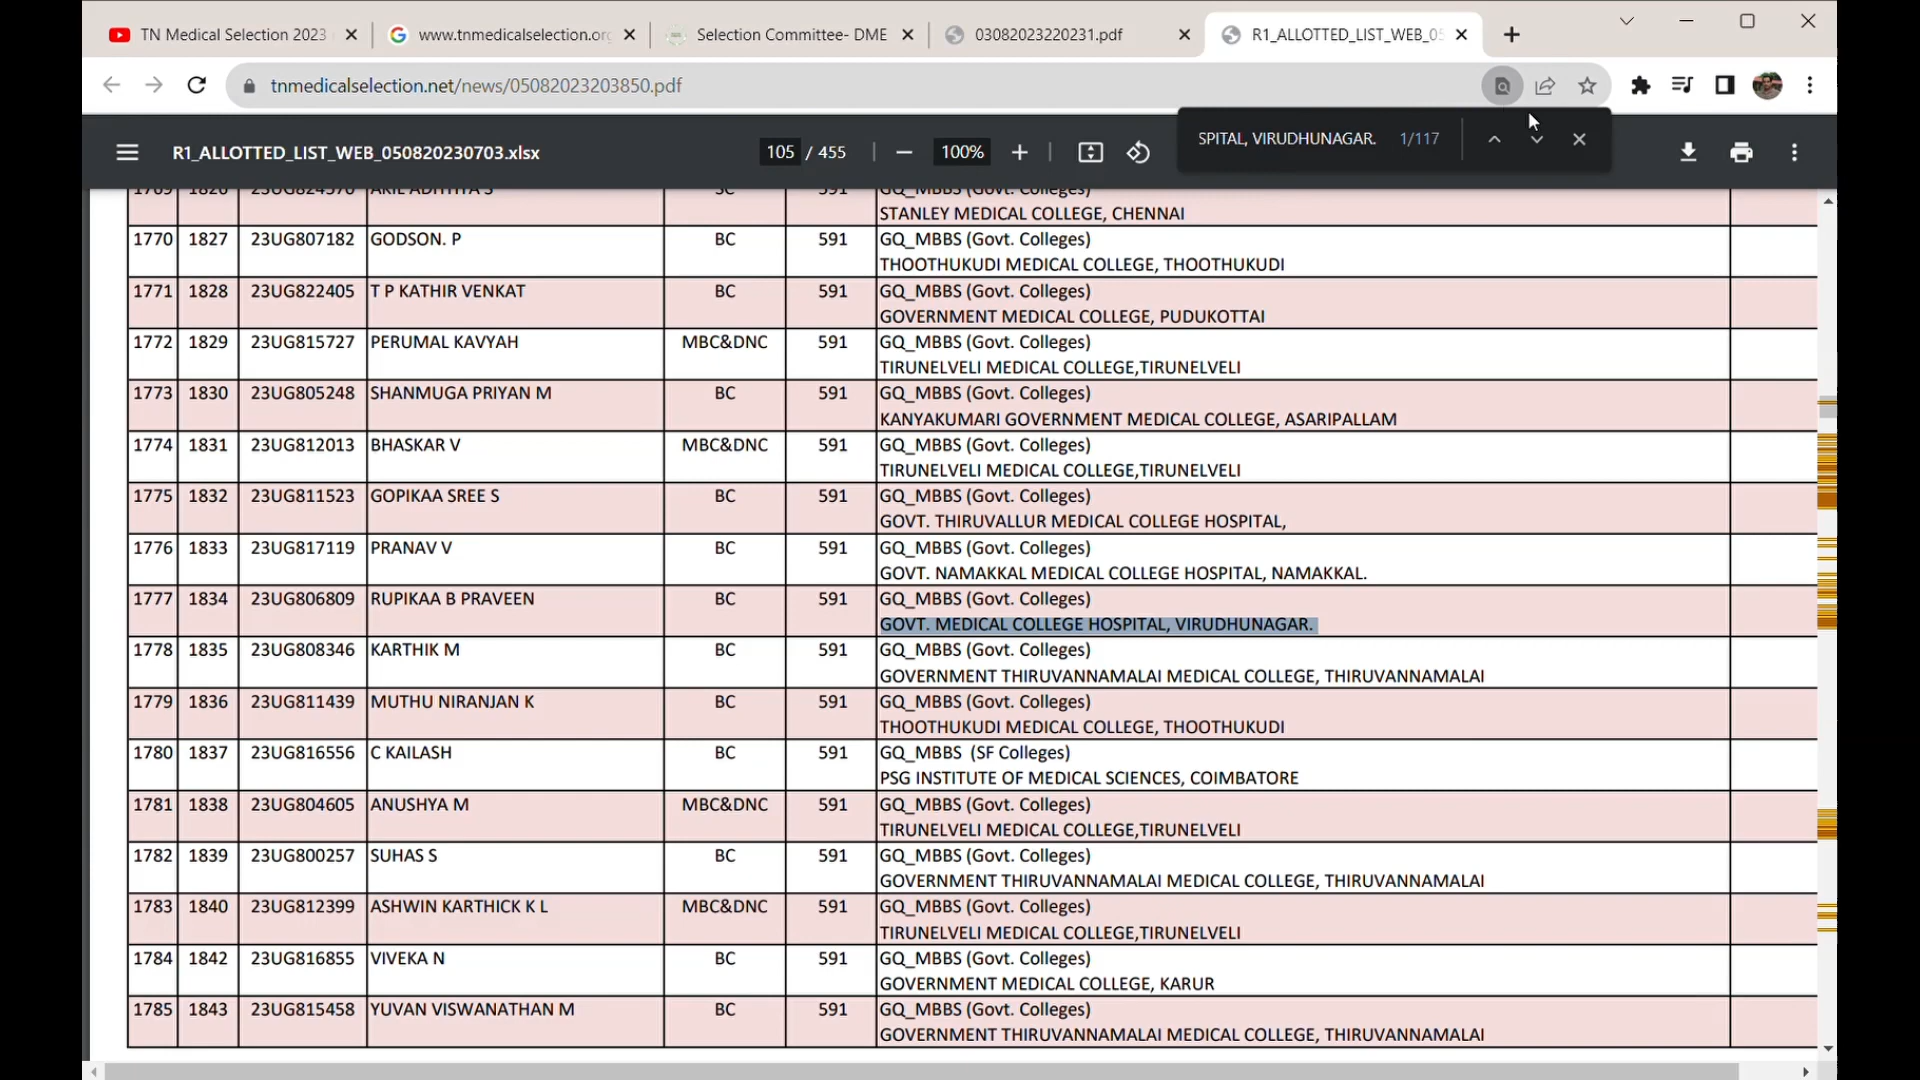 TN Medical Selection 2023
www.tnmedicalselection.org
Selection Committee- DME
03082023220231.pdf
R1_ALLOTTED_LIST_WEB_05
tnmedicalselection.net/news/05082023203850.pdf
SPITAL, VIRUDHUNAGAR. 1/117
R1_ALLOTTED_LIST_WEB_050820230703.xlsx
105 / 455
100%
1769 1826 23UG824570 AKIL ADHITYA S SC 591 GQ_MBBS (Govt. Colleges)
STANLEY MEDICAL COLLEGE, CHENNAI
1770 1827 23UG807182 GODSON. P BC 591 GQ_MBBS (Govt. Colleges)
THOOTHUKUDI MEDICAL COLLEGE, THOOTHUKUDI
1771 1828 23UG822405 T P KATHIR VENKAT BC 591 GQ_MBBS (Govt. Colleges)
GOVERNMENT MEDICAL COLLEGE, PUDUKOTTAI
1772 1829 23UG815727 PERUMAL KAVYAH MBC&DNC 591 GQ_MBBS (Govt. Colleges)
TIRUNELVELI MEDICAL COLLEGE,TIRUNELVELI
1773 1830 23UG805248 SHANMUGA PRIYAN M BC 591 GQ_MBBS (Govt. Colleges)
KANYAKUMARI GOVERNMENT MEDICAL COLLEGE, ASARIPALLAM
1774 1831 23UG812013 BHASKAR V MBC&DNC 591 GQ_MBBS (Govt. Colleges)
TIRUNELVELI MEDICAL COLLEGE,TIRUNELVELI
1775 1832 23UG811523 GOPIKAA SREE S BC 591 GQ_MBBS (Govt. Colleges)
GOVT. THIRUVALLUR MEDICAL COLLEGE HOSPITAL,
1776 1833 23UG817119 PRANAV V BC 591 GQ_MBBS (Govt. Colleges)
GOVT. NAMAKKAL MEDICAL COLLEGE HOSPITAL, NAMAKKAL.
1777 1834 23UG806809 RUPIKAA B PRAVEEN BC 591 GQ_MBBS (Govt. Colleges)
GOVT. MEDICAL COLLEGE HOSPITAL, VIRUDHUNAGAR.
1778 1835 23UG808346 KARTHIK M BC 591 GQ_MBBS (Govt. Colleges)
GOVERNMENT THIRUVANNAMALAI MEDICAL COLLEGE, THIRUVANNAMALAI
1779 1836 23UG811439 MUTHU NIRANJAN K BC 591 GQ_MBBS (Govt. Colleges)
THOOTHUKUDI MEDICAL COLLEGE, THOOTHUKUDI
1780 1837 23UG816556 C KAILASH BC 591 GQ_MBBS (SF Colleges)
PSG INSTITUTE OF MEDICAL SCIENCES, COIMBATORE
1781 1838 23UG804605 ANUSHYA M MBC&DNC 591 GQ_MBBS (Govt. Colleges)
TIRUNELVELI MEDICAL COLLEGE,TIRUNELVELI
1782 1839 23UG800257 SUHAS S BC 591 GQ_MBBS (Govt. Colleges)
GOVERNMENT THIRUVANNAMALAI MEDICAL COLLEGE, THIRUVANNAMALAI
1783 1840 23UG812399 ASHWIN KARTHICK K L MBC&DNC 591 GQ_MBBS (Govt. Colleges)
TIRUNELVELI MEDICAL COLLEGE,TIRUNELVELI
1784 1842 23UG816855 VIVEKA N BC 591 GQ_MBBS (Govt. Colleges)
GOVERNMENT MEDICAL COLLEGE, KARUR
1785 1843 23UG815458 YUVAN VISWANATHAN M BC 591 GQ_MBBS (Govt. Colleges)
GOVERNMENT THIRUVANNAMALAI MEDICAL COLLEGE, THIRUVANNAMALAI